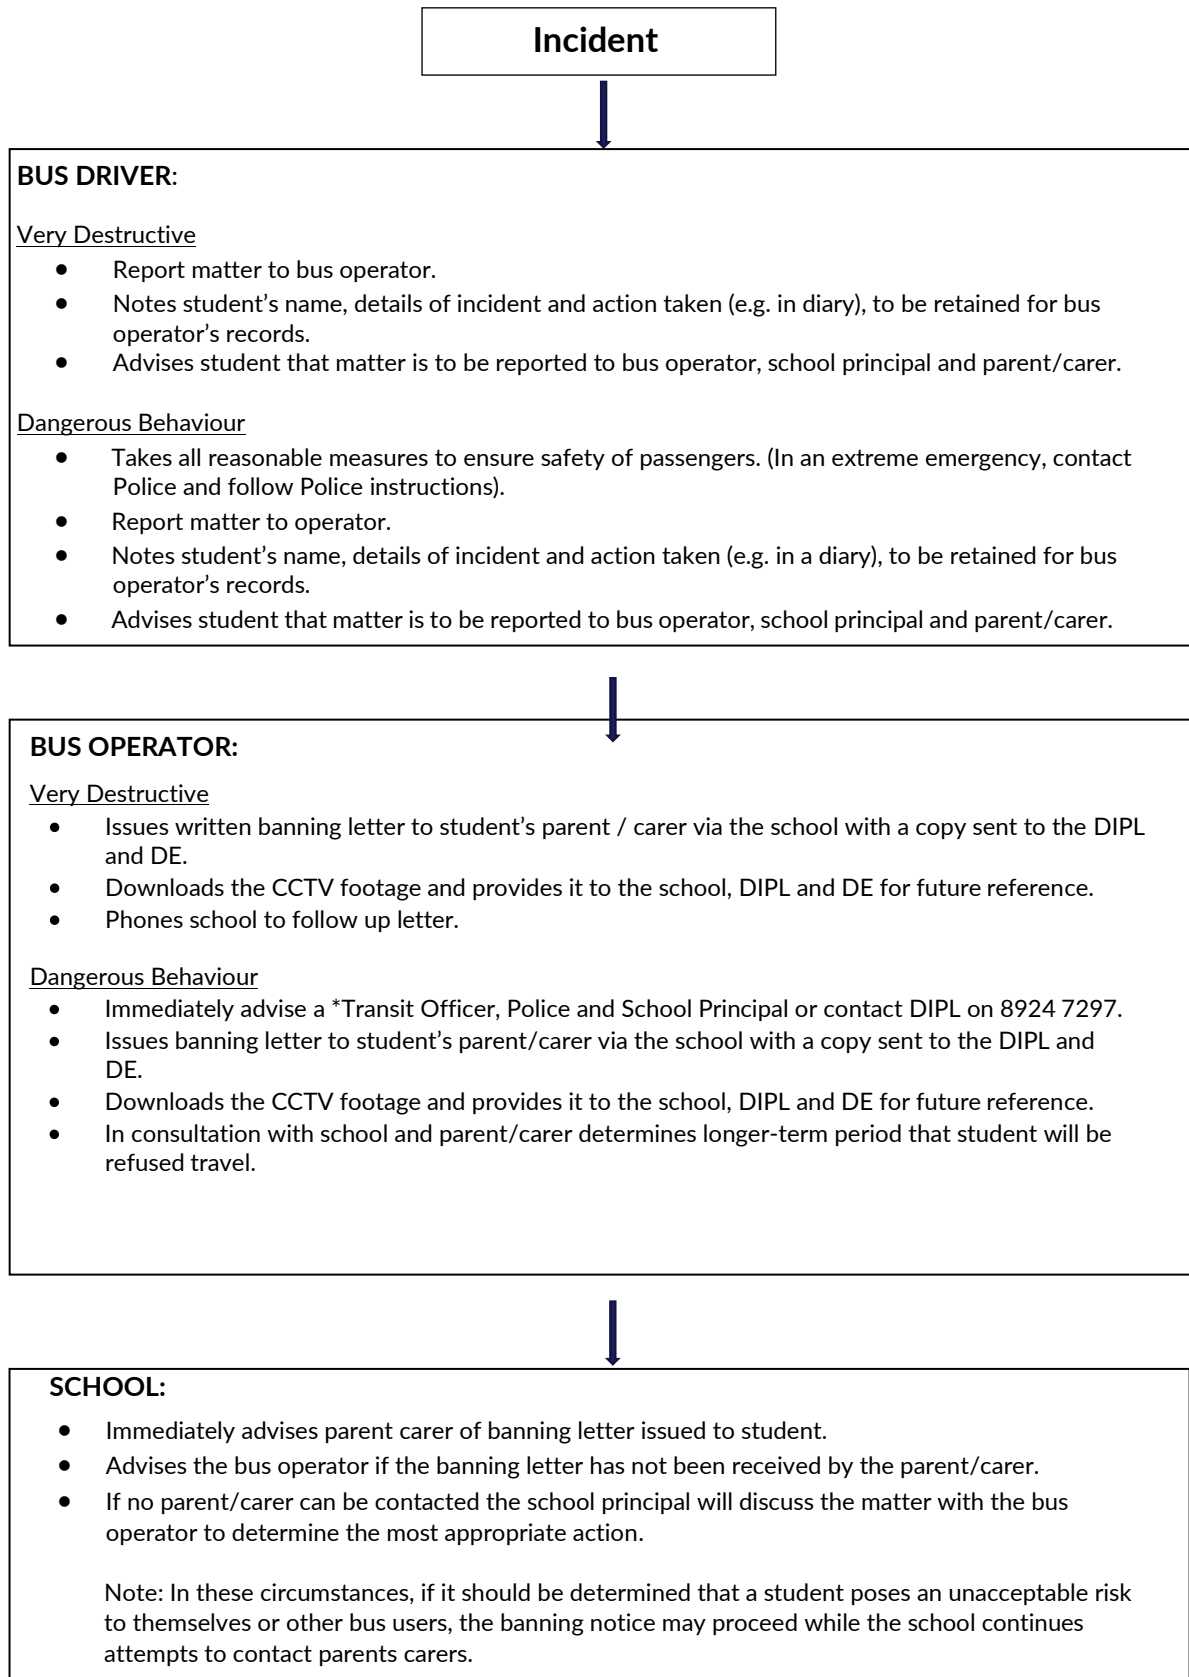 Incident
BUS DRIVER:
Very Destructive
● Report matter to bus operator.
● Notes student’s name, details of incident and action taken (e.g. in diary), to be retained for bus
operator’s records.
● Advises student that matter is to be reported to bus operator, school principal and parent/carer.
Dangerous Behaviour
● Takes all reasonable measures to ensure safety of passengers. (In an extreme emergency, contact
Police and follow Police instructions).
● Report matter to operator.
● Notes student’s name, details of incident and action taken (e.g. in a diary), to be retained for bus
operator’s records.
● Advises student that matter is to be reported to bus operator, school principal and parent/carer.
BUS OPERATOR:
Very Destructive
● Issues written banning letter to student’s parent / carer via the school with a copy sent to the DIPL
and DE.
● Downloads the CCTV footage and provides it to the school, DIPL and DE for future reference.
● Phones school to follow up letter.
Dangerous Behaviour
● Immediately advise a *Transit Officer, Police and School Principal or contact DIPL on 8924 7297.
● Issues banning letter to student’s parent/carer via the school with a copy sent to the DIPL and
DE.
● Downloads the CCTV footage and provides it to the school, DIPL and DE for future reference.
● In consultation with school and parent/carer determines longer-term period that student will be
refused travel.
SCHOOL:
● Immediately advises parent carer of banning letter issued to student.
● Advises the bus operator if the banning letter has not been received by the parent/carer.
● If no parent/carer can be contacted the school principal will discuss the matter with the bus
operator to determine the most appropriate action.
Note: In these circumstances, if it should be determined that a student poses an unacceptable risk
to themselves or other bus users, the banning notice may proceed while the school continues
attempts to contact parents carers.